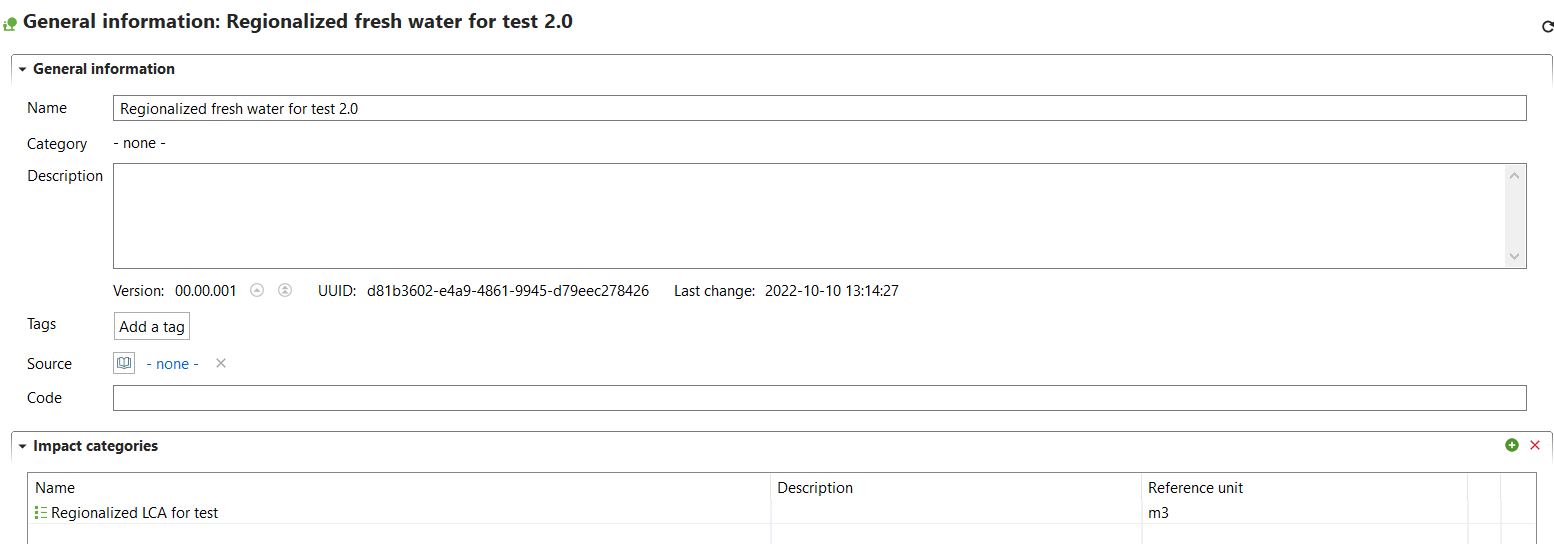 General information: Regionalized fresh water for test 2.0
General information
Name Regionalized fresh water for test 2.0
Category - none -
Description
Version: 00.00.001 UUID: d81b3602-e4a9-4861-9945-d79eec278426 Last change: 2022-10-10 13:14:27
Tags Add a tag
Source - none -
Code
Impact categories
Name Description Reference unit
Regionalized LCA for test m3